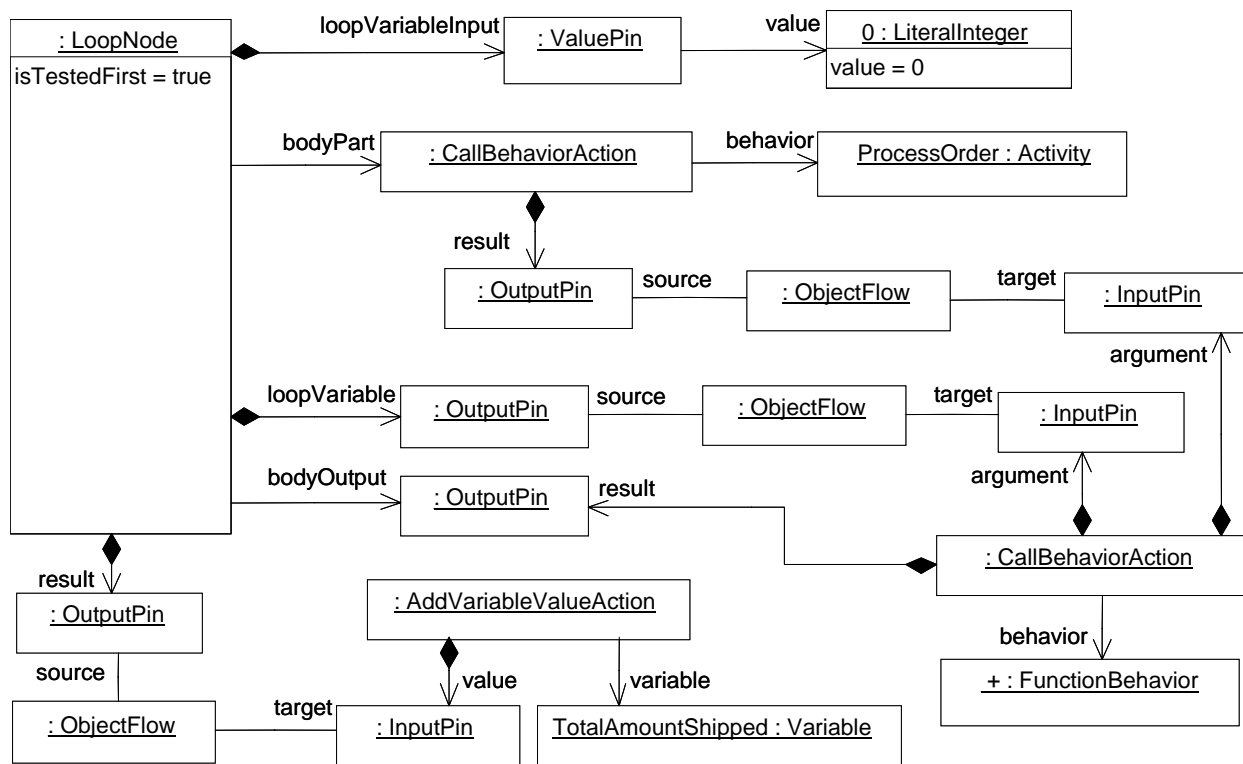 : LoopNode
isTestedFirst = true
loopVariableInput
: ValuePin
value
0 : LiteralInteger
value = 0
bodyPart
: CallBehaviorAction
behavior
ProcessOrder : Activity
result
: OutputPin
source
: ObjectFlow
target
: InputPin
argument
loopVariable
: OutputPin
source
: ObjectFlow
target
: InputPin
argument
bodyOutput
: OutputPin
result
: CallBehaviorAction
behavior
+ : FunctionBehavior
result
: OutputPin
source
: ObjectFlow
target
: AddVariableValueAction
value
variable
: InputPin
TotalAmountShipped : Variable